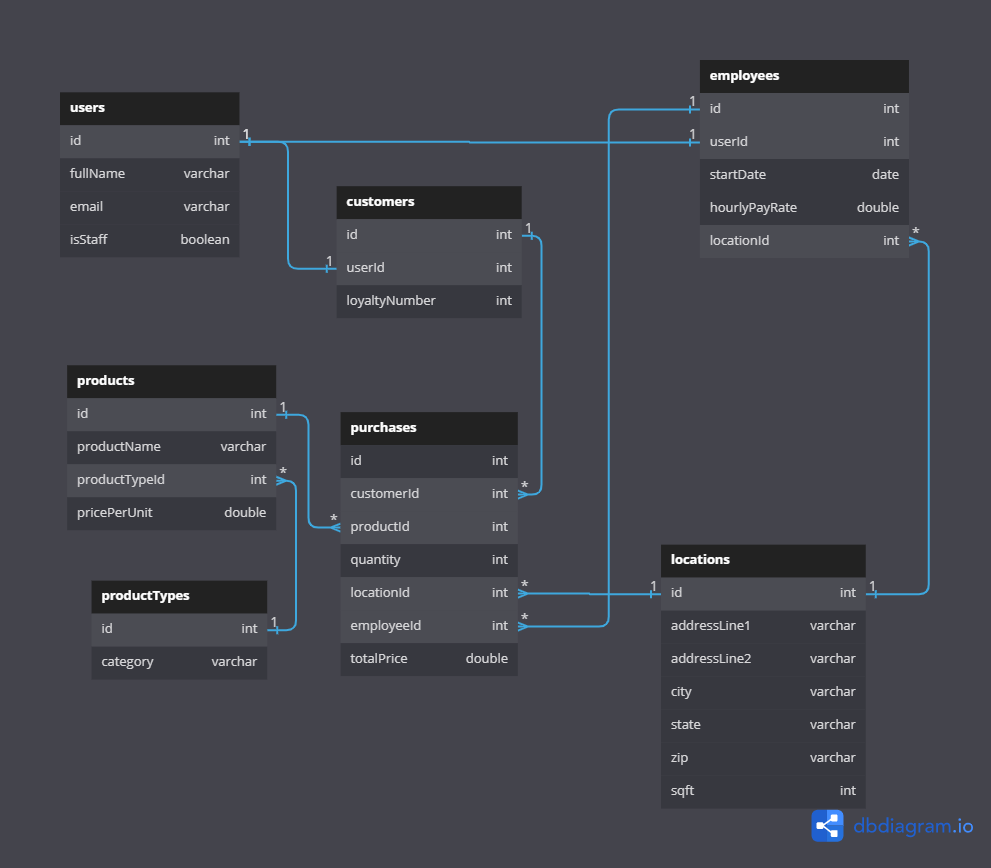 users
id int 1
fullName varchar
email varchar
isStaff boolean
employees
1 id int
1 userId int
startDate date
hourlyPayRate double
locationId int *
customers
id int 1
1 userId int
loyaltyNumber int
products
id int 1
productName varchar
productTypeId int *
pricePerUnit double
purchases
id int
customerId int *
* productId int
quantity int
locationId int *
employeeId int *
totalPrice double
productTypes
id int 1
category varchar
locations
1 id int 1
addressLine1 varchar
addressLine2 varchar
city varchar
state varchar
zip varchar
sqft int
dbdiagram.io